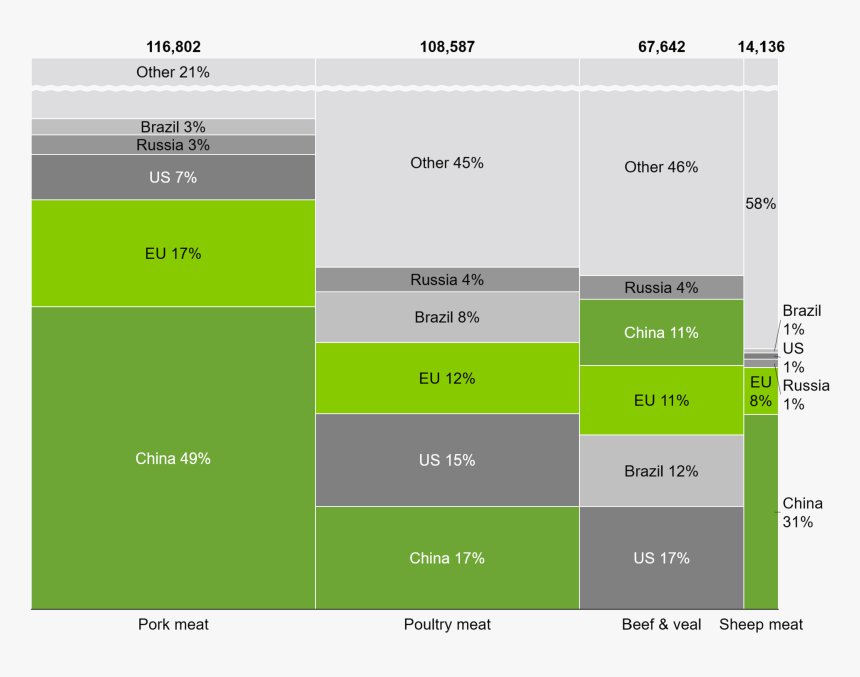 116,802
108,587
67,642
14,136
Other 21%
Brazil 3%
Russia 3%
US 7%
EU 17%
China 49%
Other 45%
Russia 4%
Brazil 8%
EU 12%
US 15%
China 17%
Other 46%
Russia 4%
China 11%
EU 11%
Brazil 12%
US 17%
58%
Brazil
1%
US
1%
Russia
1%
EU
8%
China
31%
Pork meat
Poultry meat
Beef & veal
Sheep meat